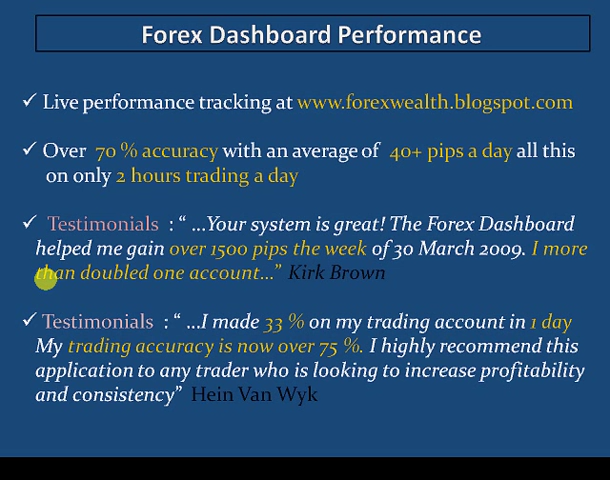 Forex Dashboard Performance
✓ Live performance tracking at www.forexwealth.blogspot.com
✓ Over 70 % accuracy with an average of 40+ pips a day all this
on only 2 hours trading a day
✓ Testimonials : “ ...Your system is great! The Forex Dashboard
helped me gain over 1500 pips the week of 30 March 2009. I more
than doubled one account...” Kirk Brown
✓ Testimonials : “ ...I made 33 % on my trading account in 1 day
My trading accuracy is now over 75 %. I highly recommend this
application to any trader who is looking to increase profitability
and consistency” Hein Van Wyk